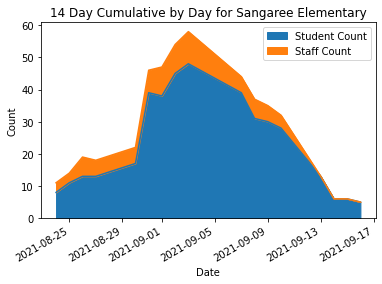 14 Day Cumulative by Day for Sangaree Elementary
Student Count
Staff Count
60
50
40
30
20
10
0
Count
2021-08-25
2021-08-29
2021-09-01
2021-09-05
2021-09-09
2021-09-13
2021-09-17
Date